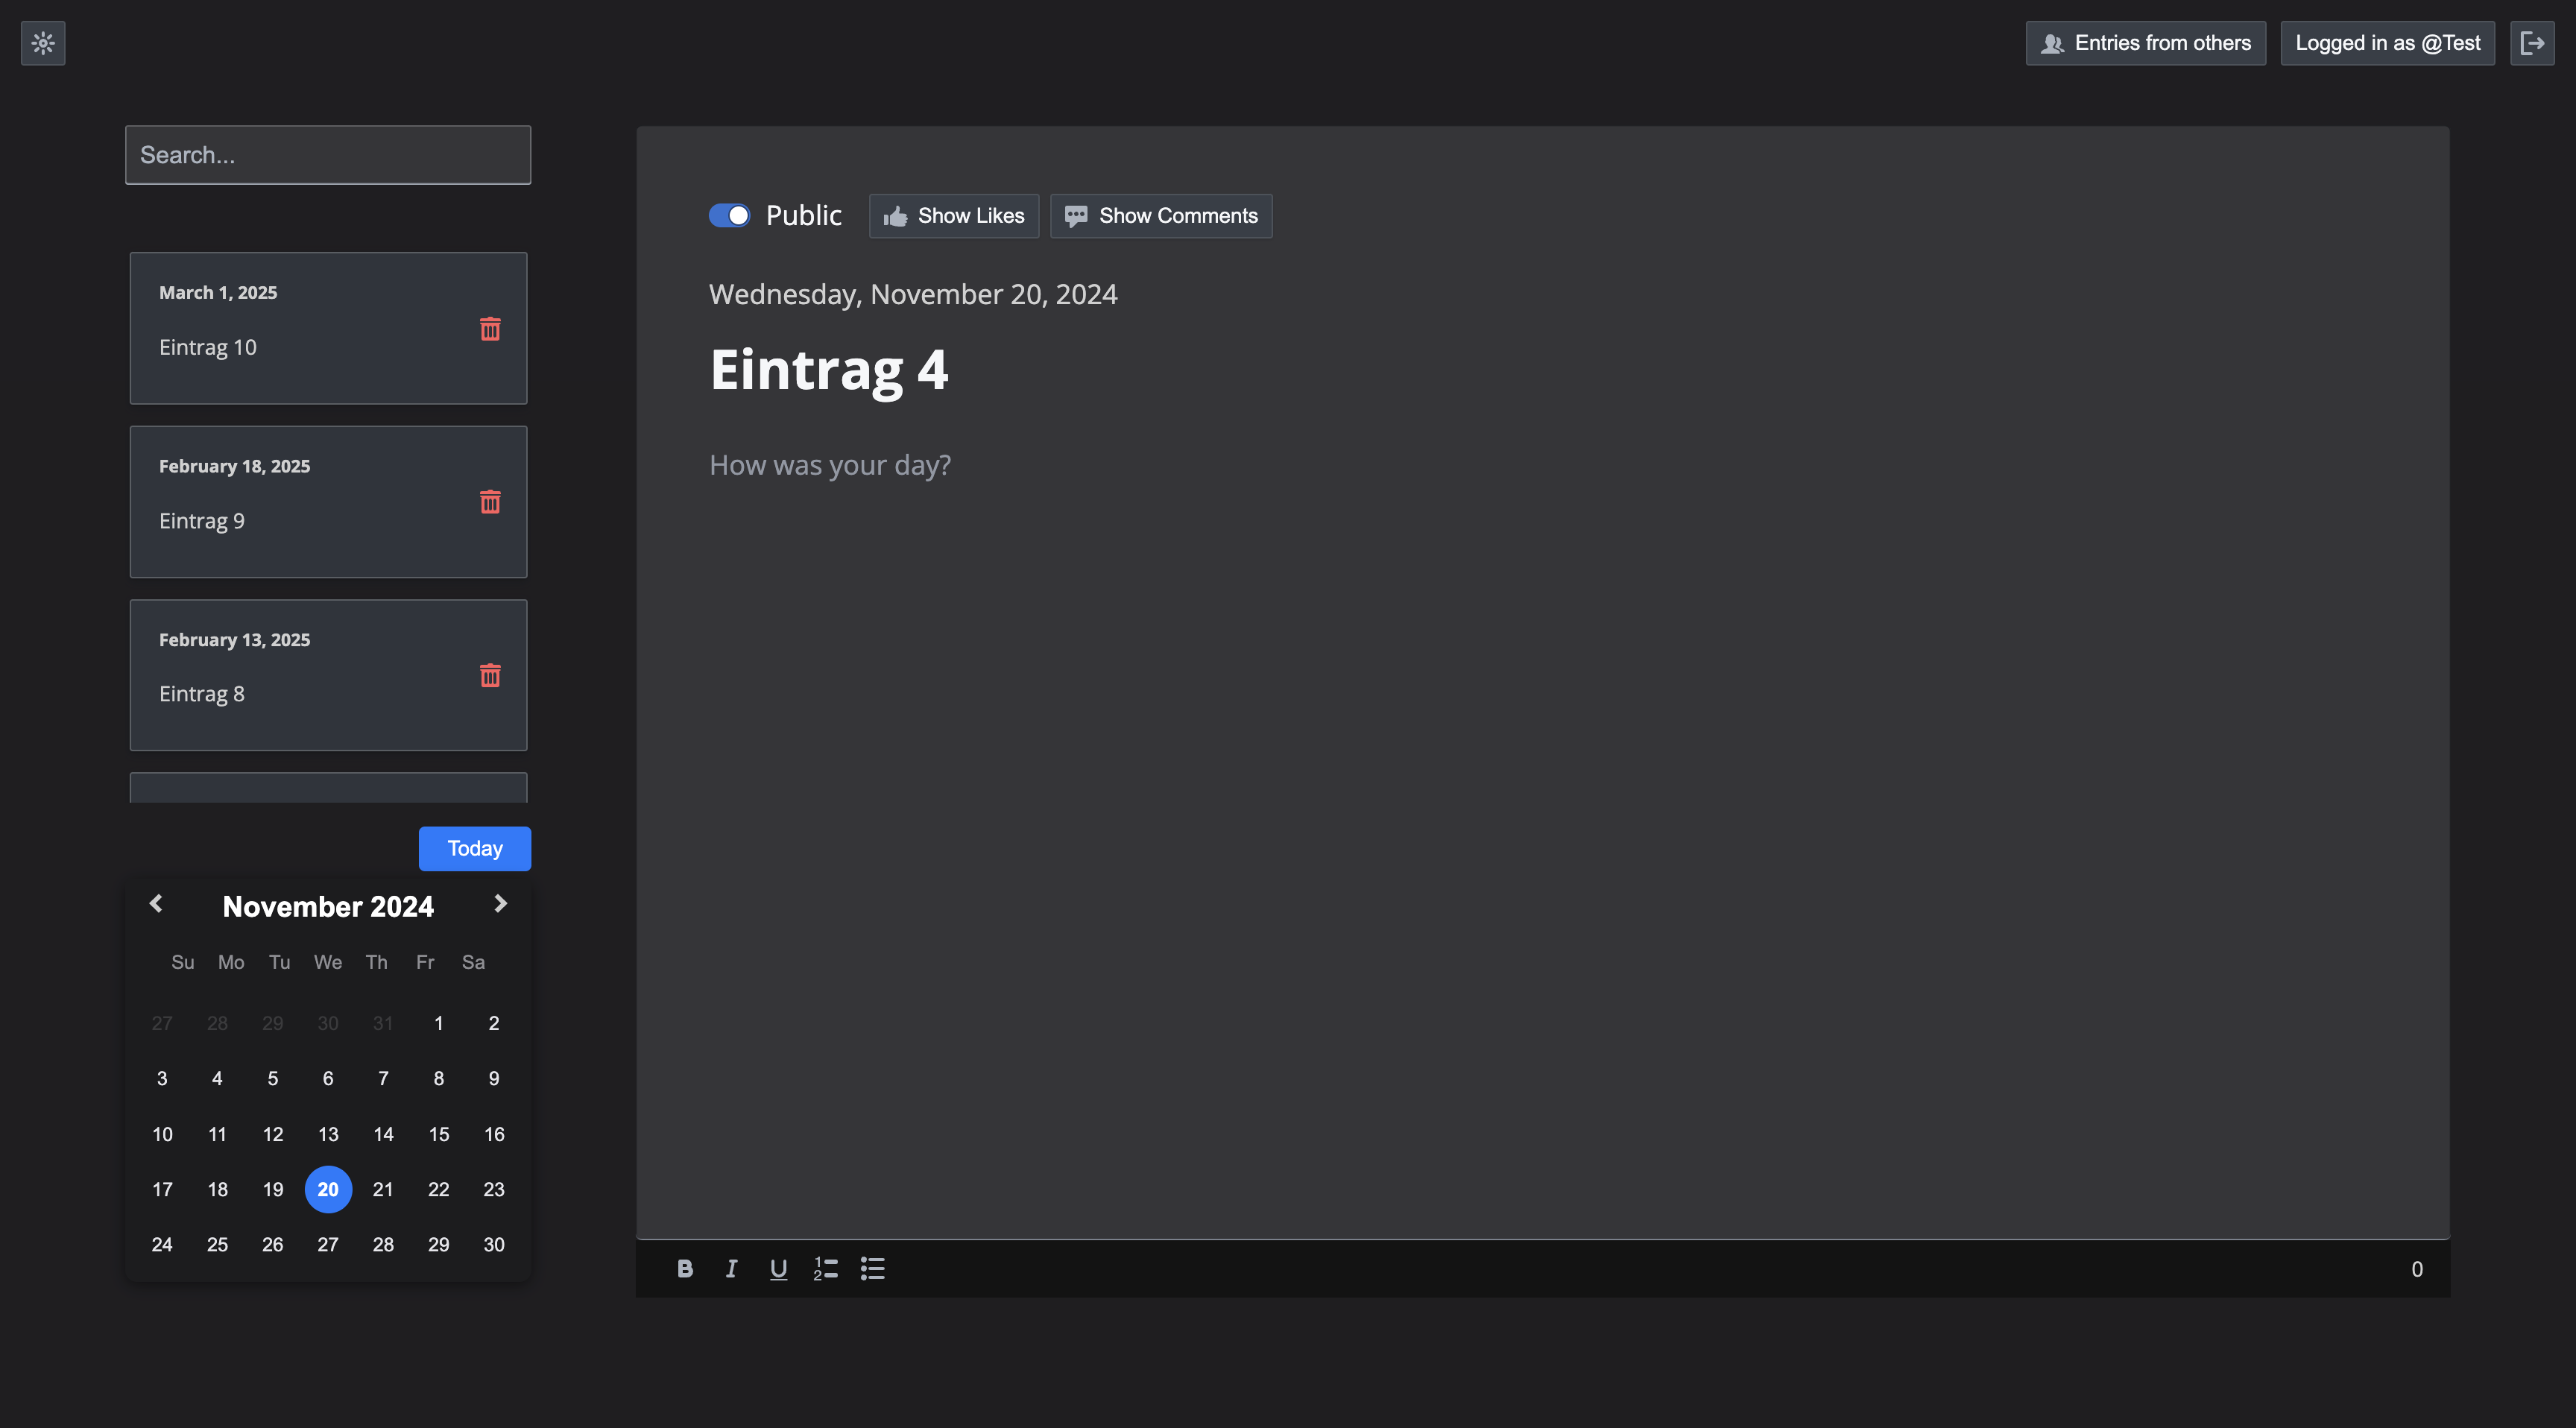 Entries from others
Logged in as @Test
Search...
March 1, 2025
Eintrag 10
February 18, 2025
Eintrag 9
February 13, 2025
Eintrag 8
Today
November 2024
Su Mo Tu We Th Fr Sa
27 28 29 30 31 1 2
3 4 5 6 7 8 9
10 11 12 13 14 15 16
17 18 19 20 21 22 23
24 25 26 27 28 29 30
Public
Show Likes
Show Comments
Wednesday, November 20, 2024
Eintrag 4
How was your day?
0